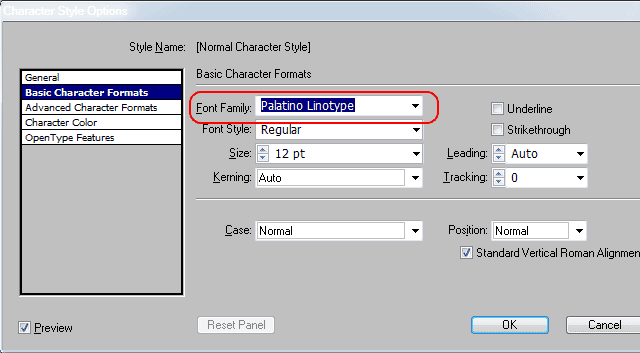 Character Style Options
Style Name: [Normal Character Style]
General
Basic Character Formats
Advanced Character Formats
Character Color
OpenType Features
Basic Character Formats
Font Family: Palatino Linotype
Underline
Font Style: Regular
Strikethrough
Size: 12 pt
Leading: Auto
Kerning: Auto
Tracking: 0
Case: Normal
Position: Normal
Standard Vertical Roman Alignmen
Preview
Reset Panel
OK
Cancel